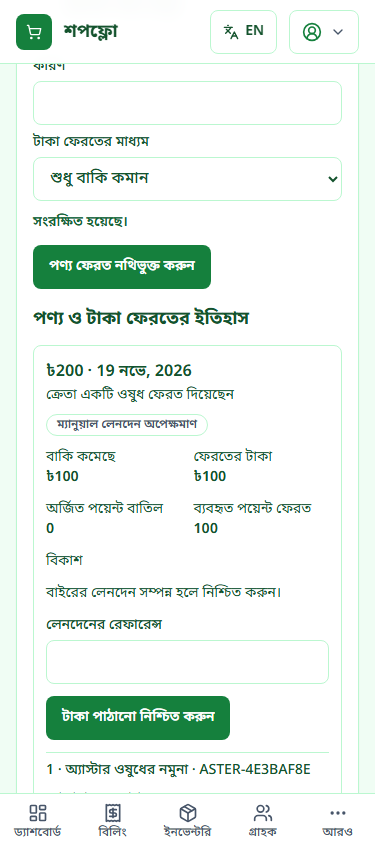 শপফ্লো
EN
কারণ
টাকা ফেরতের মাধ্যম
শুধু বাকি কমান
সংরক্ষিত হয়েছে।
পণ্য ফেরত নথিভুক্ত করুন
পণ্য ও টাকা ফেরতের ইতিহাস
৳200 · 19 নভে, 2026
ক্রেতা একটি ওষুধ ফেরত দিয়েছেন
ম্যানুয়াল লেনদেন অপেক্ষমাণ
বাকি কমেছে ফেরতের টাকা
৳100 ৳100
অর্জিত পয়েন্ট বাতিল ব্যবহৃত পয়েন্ট ফেরত
0 100
বিকাশ
বাইরের লেনদেন সম্পন্ন হলে নিশ্চিত করুন।
লেনদেনের রেফারেন্স
টাকা পাঠানো নিশ্চিত করুন
1 · অ্যাস্টার ওষুধের নমুনা · ASTER-4E3BAF8E
ড্যাশবোর্ড বিলিং ইনভেন্টরি গ্রাহক আরও